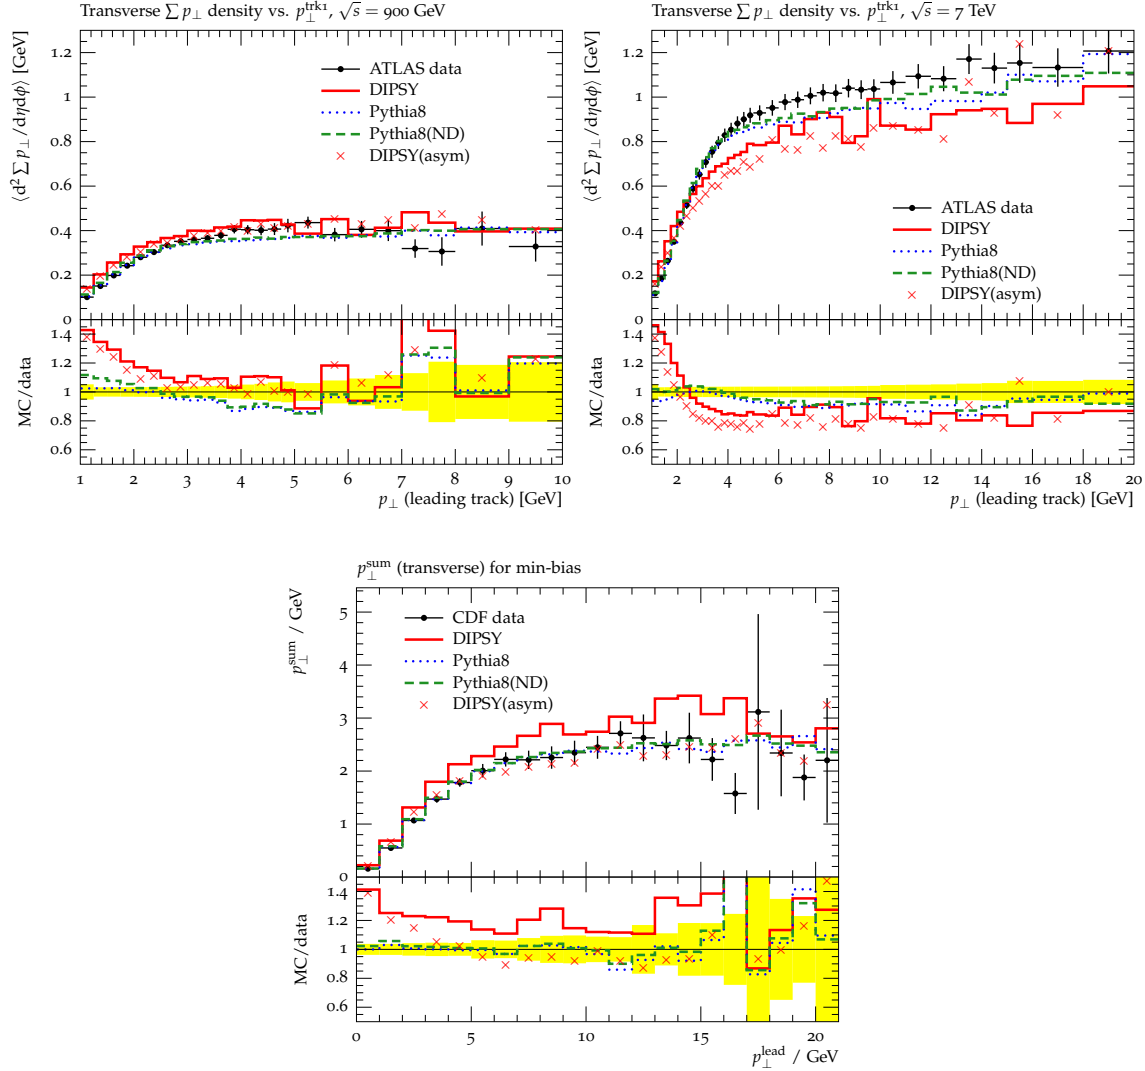 Transverse ∑ p⊥ density vs. p⊥^trk1, √s = 900 GeV
⟨d² ∑ p⊥/dηdϕ⟩ [GeV]
1.2
1
0.8
0.6
0.4
0.2
0
ATLAS data
DIPSY
Pythia8
Pythia8(ND)
DIPSY(asym)
MC/data
1.4
1.2
1
0.8
0.6
1 2 3 4 5 6 7 8 9 10
p⊥ (leading track) [GeV]
Transverse ∑ p⊥ density vs. p⊥^trk1, √s = 7 TeV
⟨d² ∑ p⊥/dηdϕ⟩ [GeV]
1.2
1
0.8
0.6
0.4
0.2
0
ATLAS data
DIPSY
Pythia8
Pythia8(ND)
DIPSY(asym)
MC/data
1.4
1.2
1
0.8
0.6
2 4 6 8 10 12 14 16 18 20
p⊥ (leading track) [GeV]
p⊥^sum (transverse) for min-bias
p⊥^sum / GeV
5
4
3
2
1
0
CDF data
DIPSY
Pythia8
Pythia8(ND)
DIPSY(asym)
MC/data
1.4
1.2
1
0.8
0.6
0 5 10 15 20
p⊥^lead / GeV